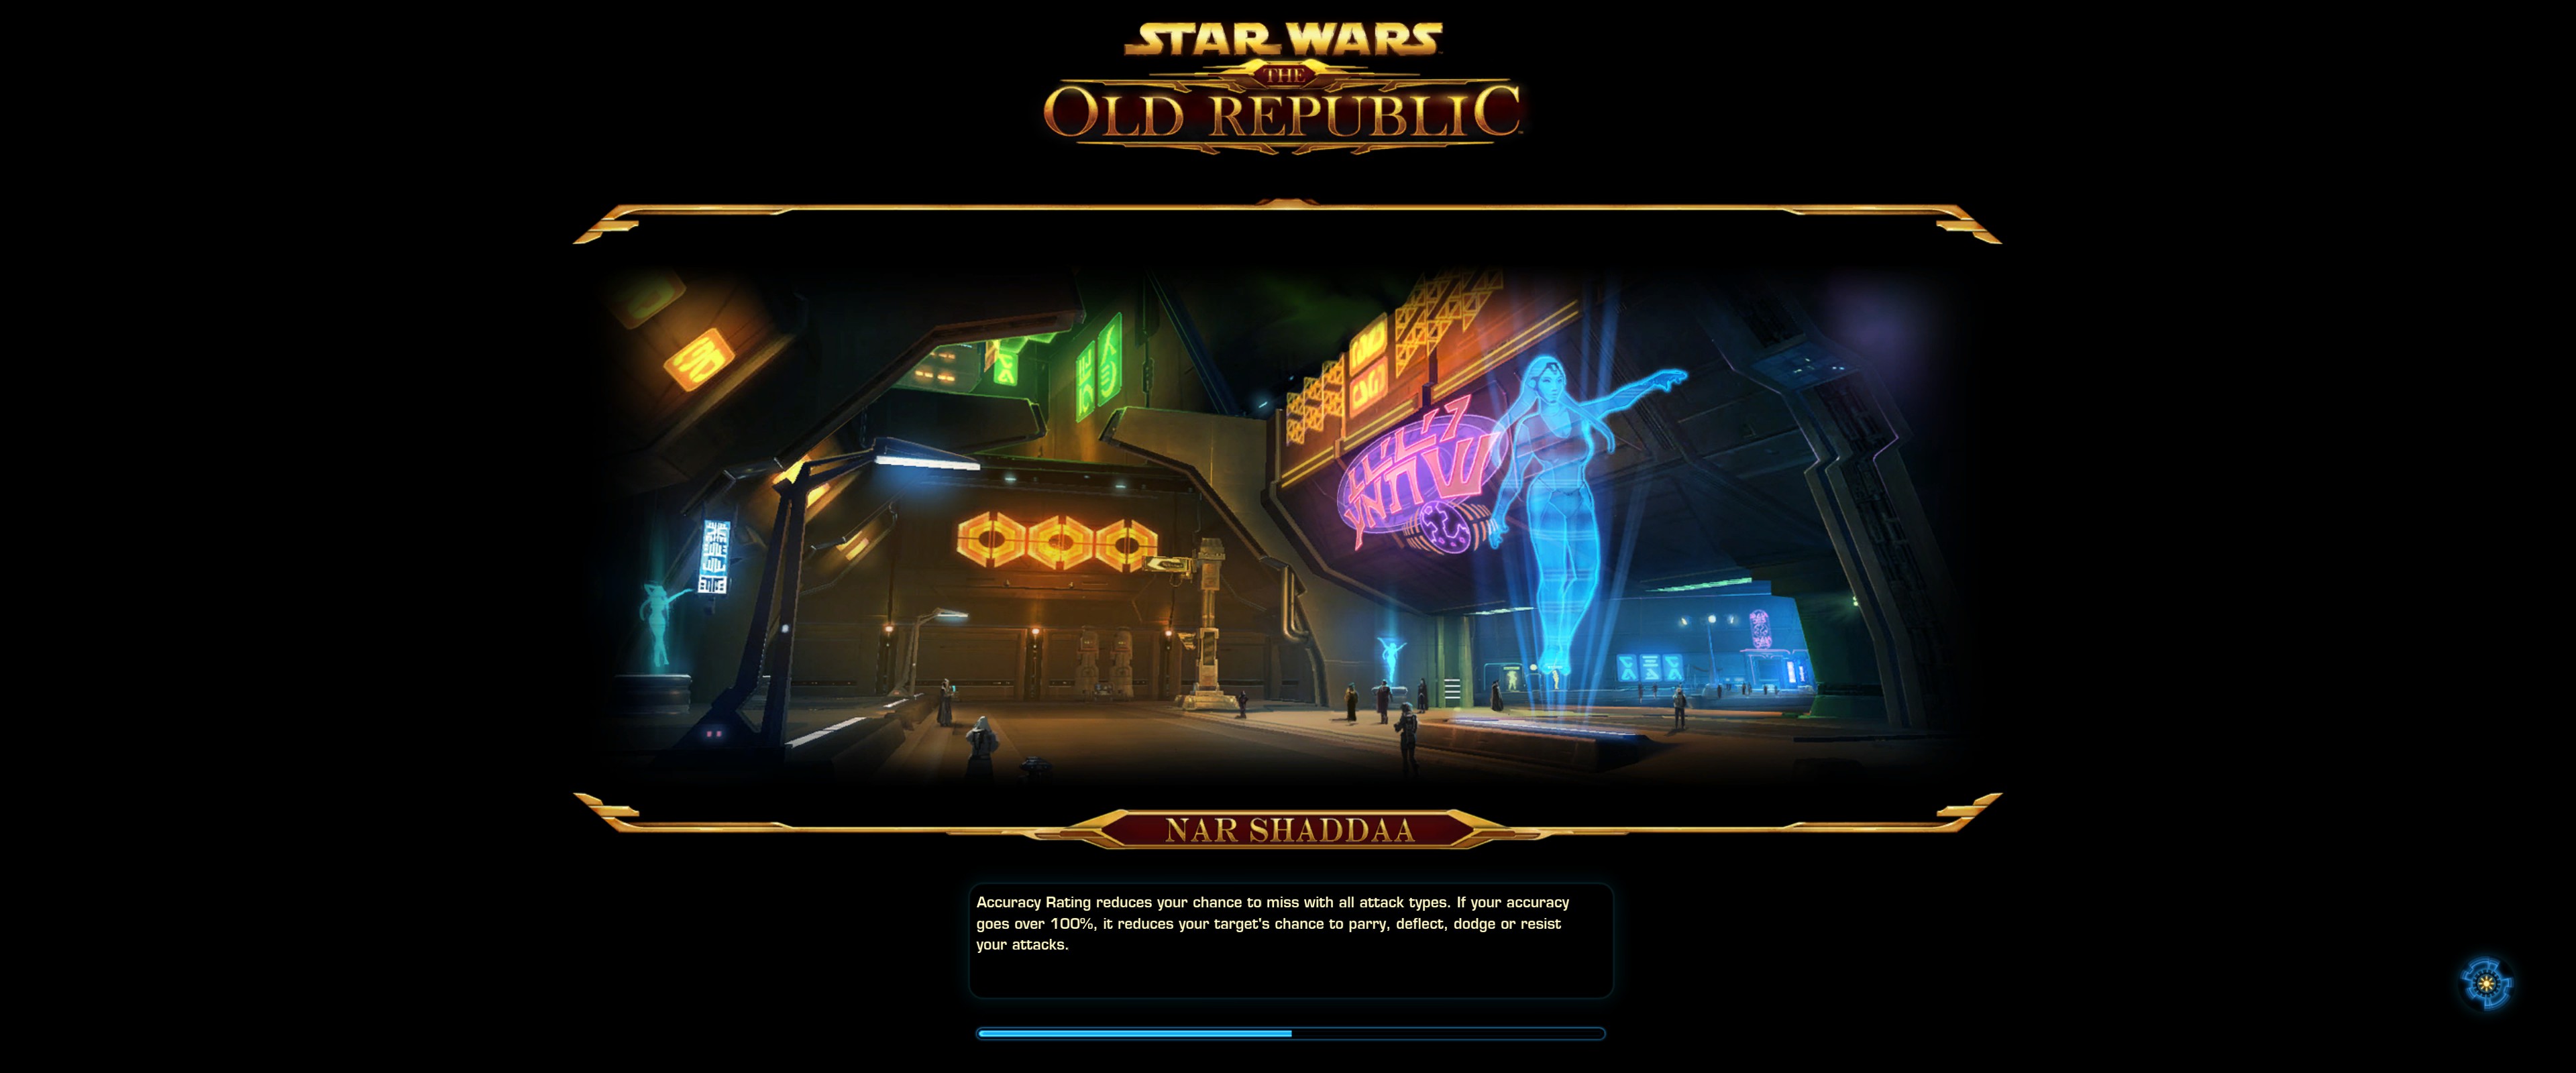 STAR WARS
THE
OLD REPUBLIC
NAR SHADDAA
Accuracy Rating reduces your chance to miss with all attack types. If your accuracy
goes over 100%, it reduces your target's chance to parry, deflect, dodge or resist
your attacks.